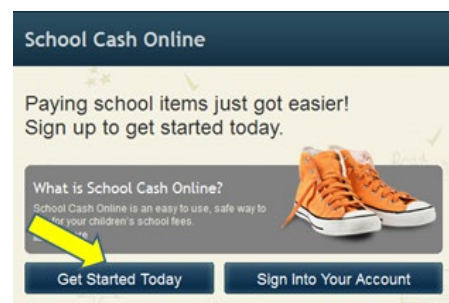 School Cash Online
Paying school items just got easier!
Sign up to get started today.
What is School Cash Online?
School Cash Online is an easy to use, safe way to
for your children's school fees.
Get Started Today
Sign Into Your Account